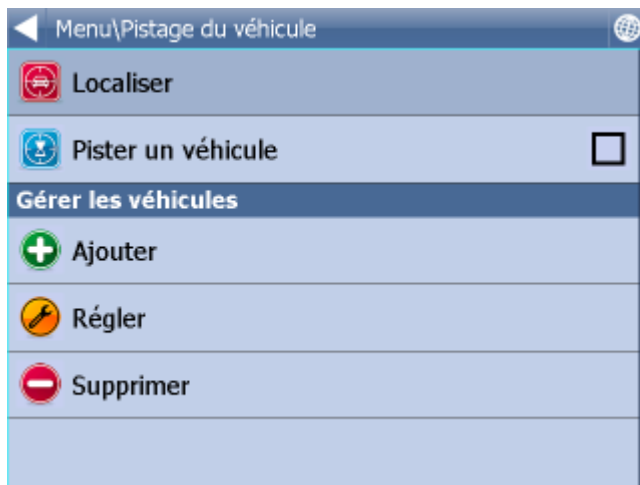 Menu\Pistage du véhicule
Localiser
Pister un véhicule
Gérer les véhicules
Ajouter
Régler
Supprimer